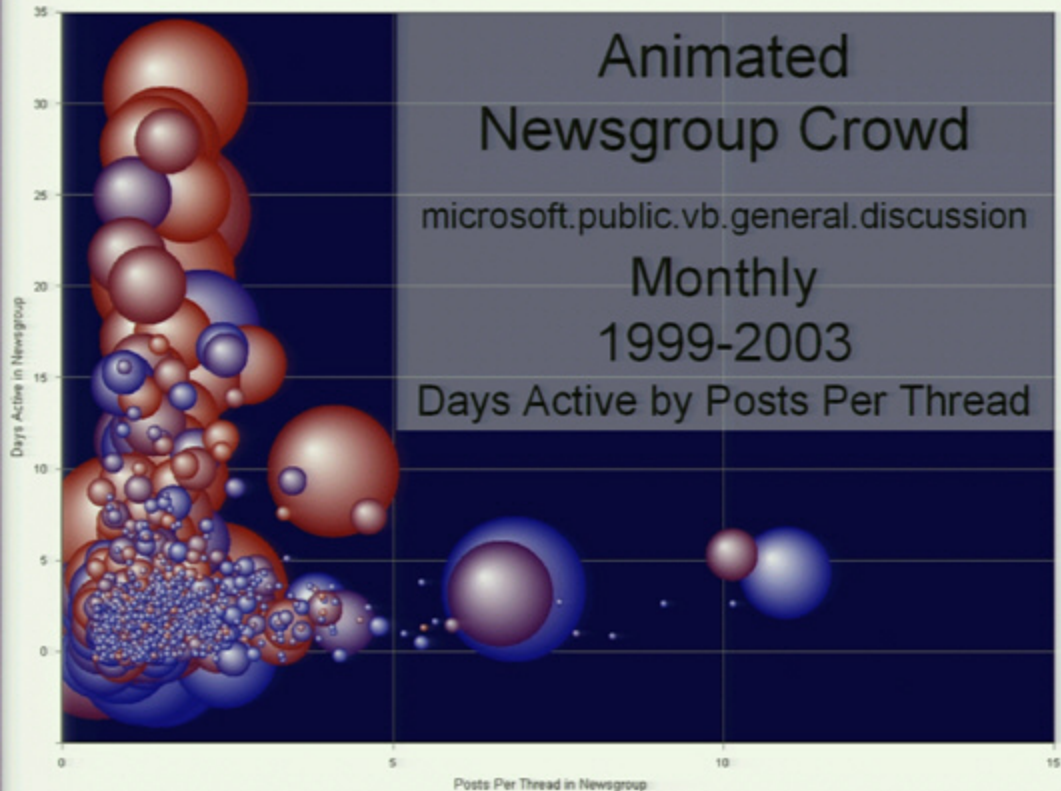 Animated
Newsgroup Crowd
microsoft.public.vb.general.discussion
Monthly
1999-2003
Days Active by Posts Per Thread
35
30
25
20
15
10
5
0
Days Active in Newsgroup
0 5 10 15
Posts Per Thread in Newsgroup